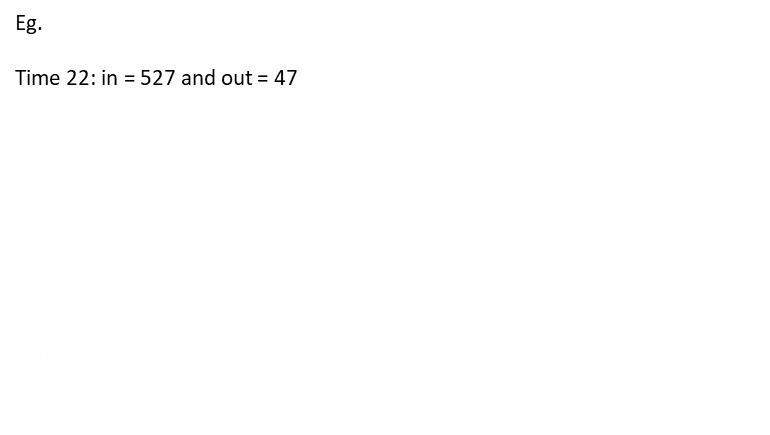 Eg.
Time 22: in = 527 and out = 47